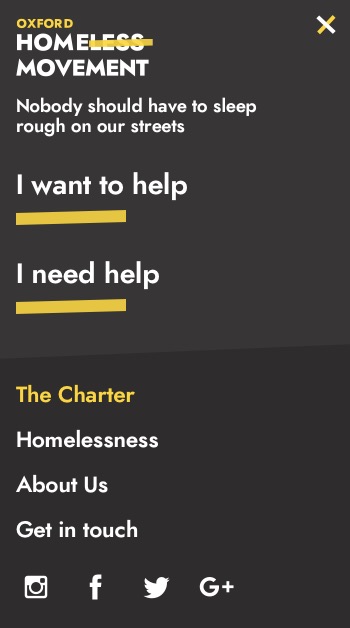 OXFORD
HOMELESS
MOVEMENT
Nobody should have to sleep
rough on our streets
I want to help
I need help
The Charter
Homelessness
About Us
Get in touch
G+